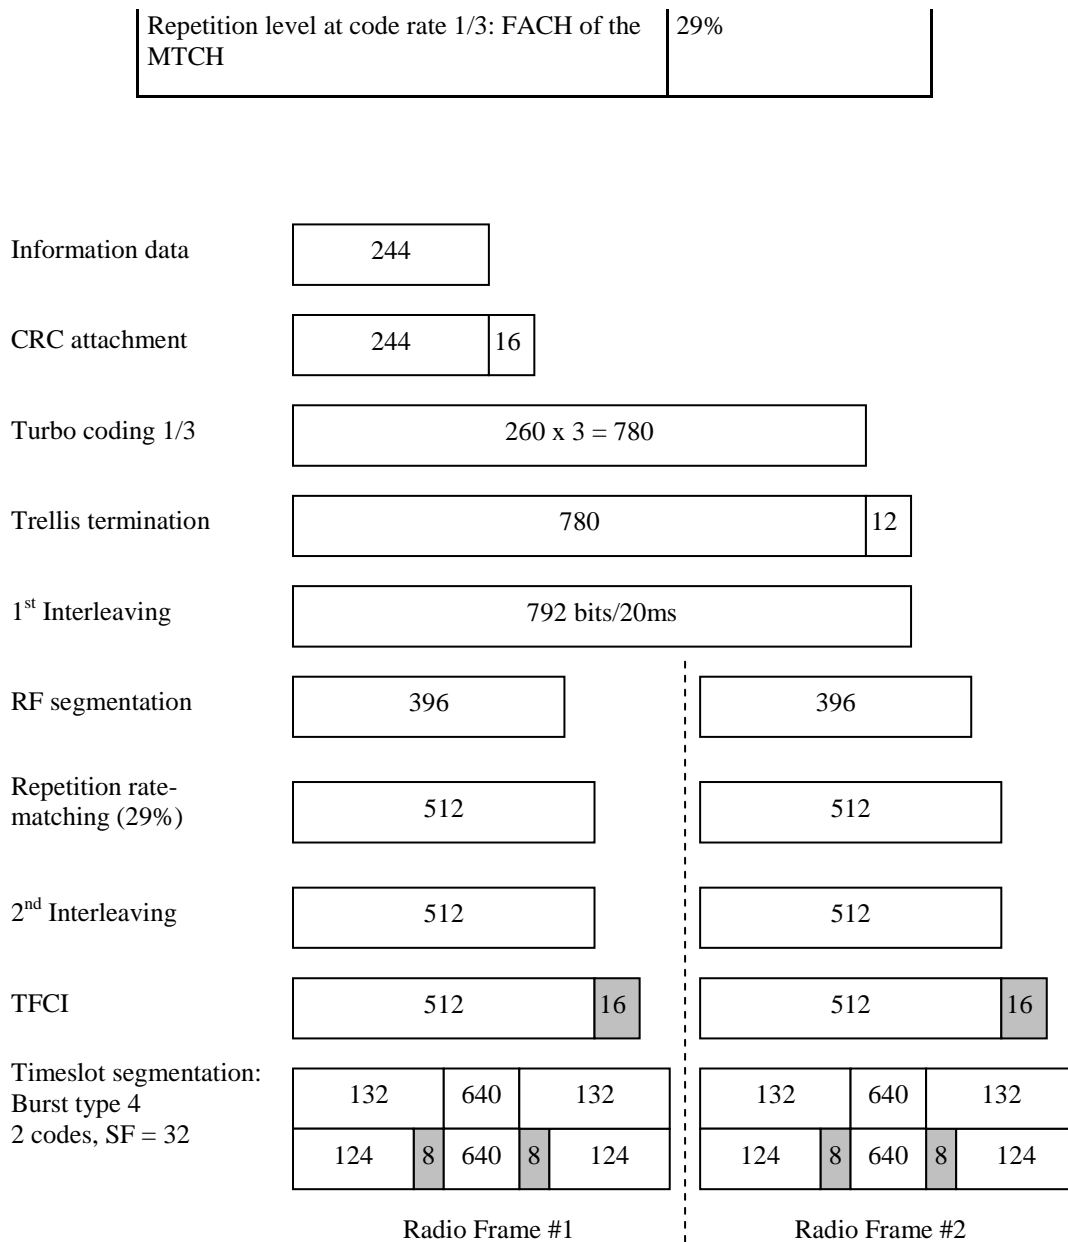 Repetition level at code rate 1/3: FACH of the 29%
MTCH
Information data 244
CRC attachment 244 16
Turbo coding 1/3 260 x 3 = 780
Trellis termination 780 12
1st Interleaving 792 bits/20ms
RF segmentation 396 396
Repetition rate-
matching (29%) 512 512
2nd Interleaving 512 512
TFCI 512 16 512 16
Timeslot segmentation:
Burst type 4 132 640 132 132 640 132
2 codes, SF = 32
124 8 640 8 124 124 8 640 8 124
Radio Frame #1 Radio Frame #2